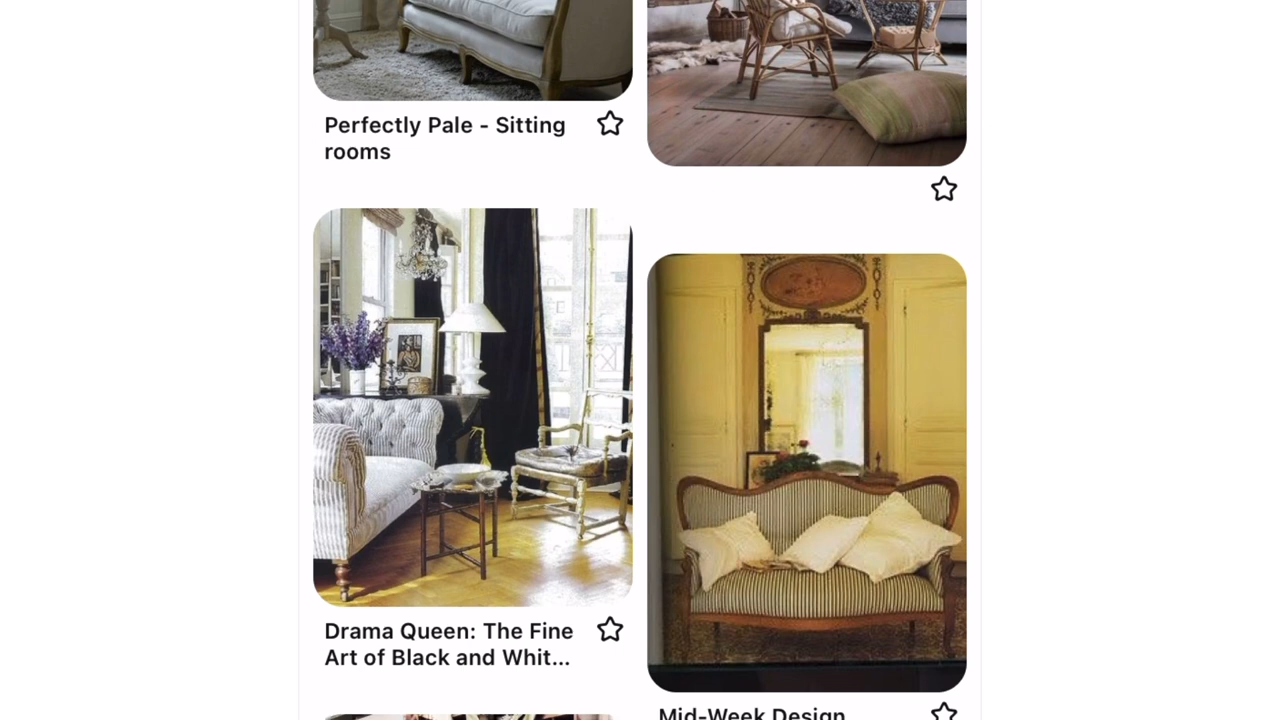 Perfectly Pale - Sitting
rooms
Drama Queen: The Fine
Art of Black and Whit...
Mid-Week Design